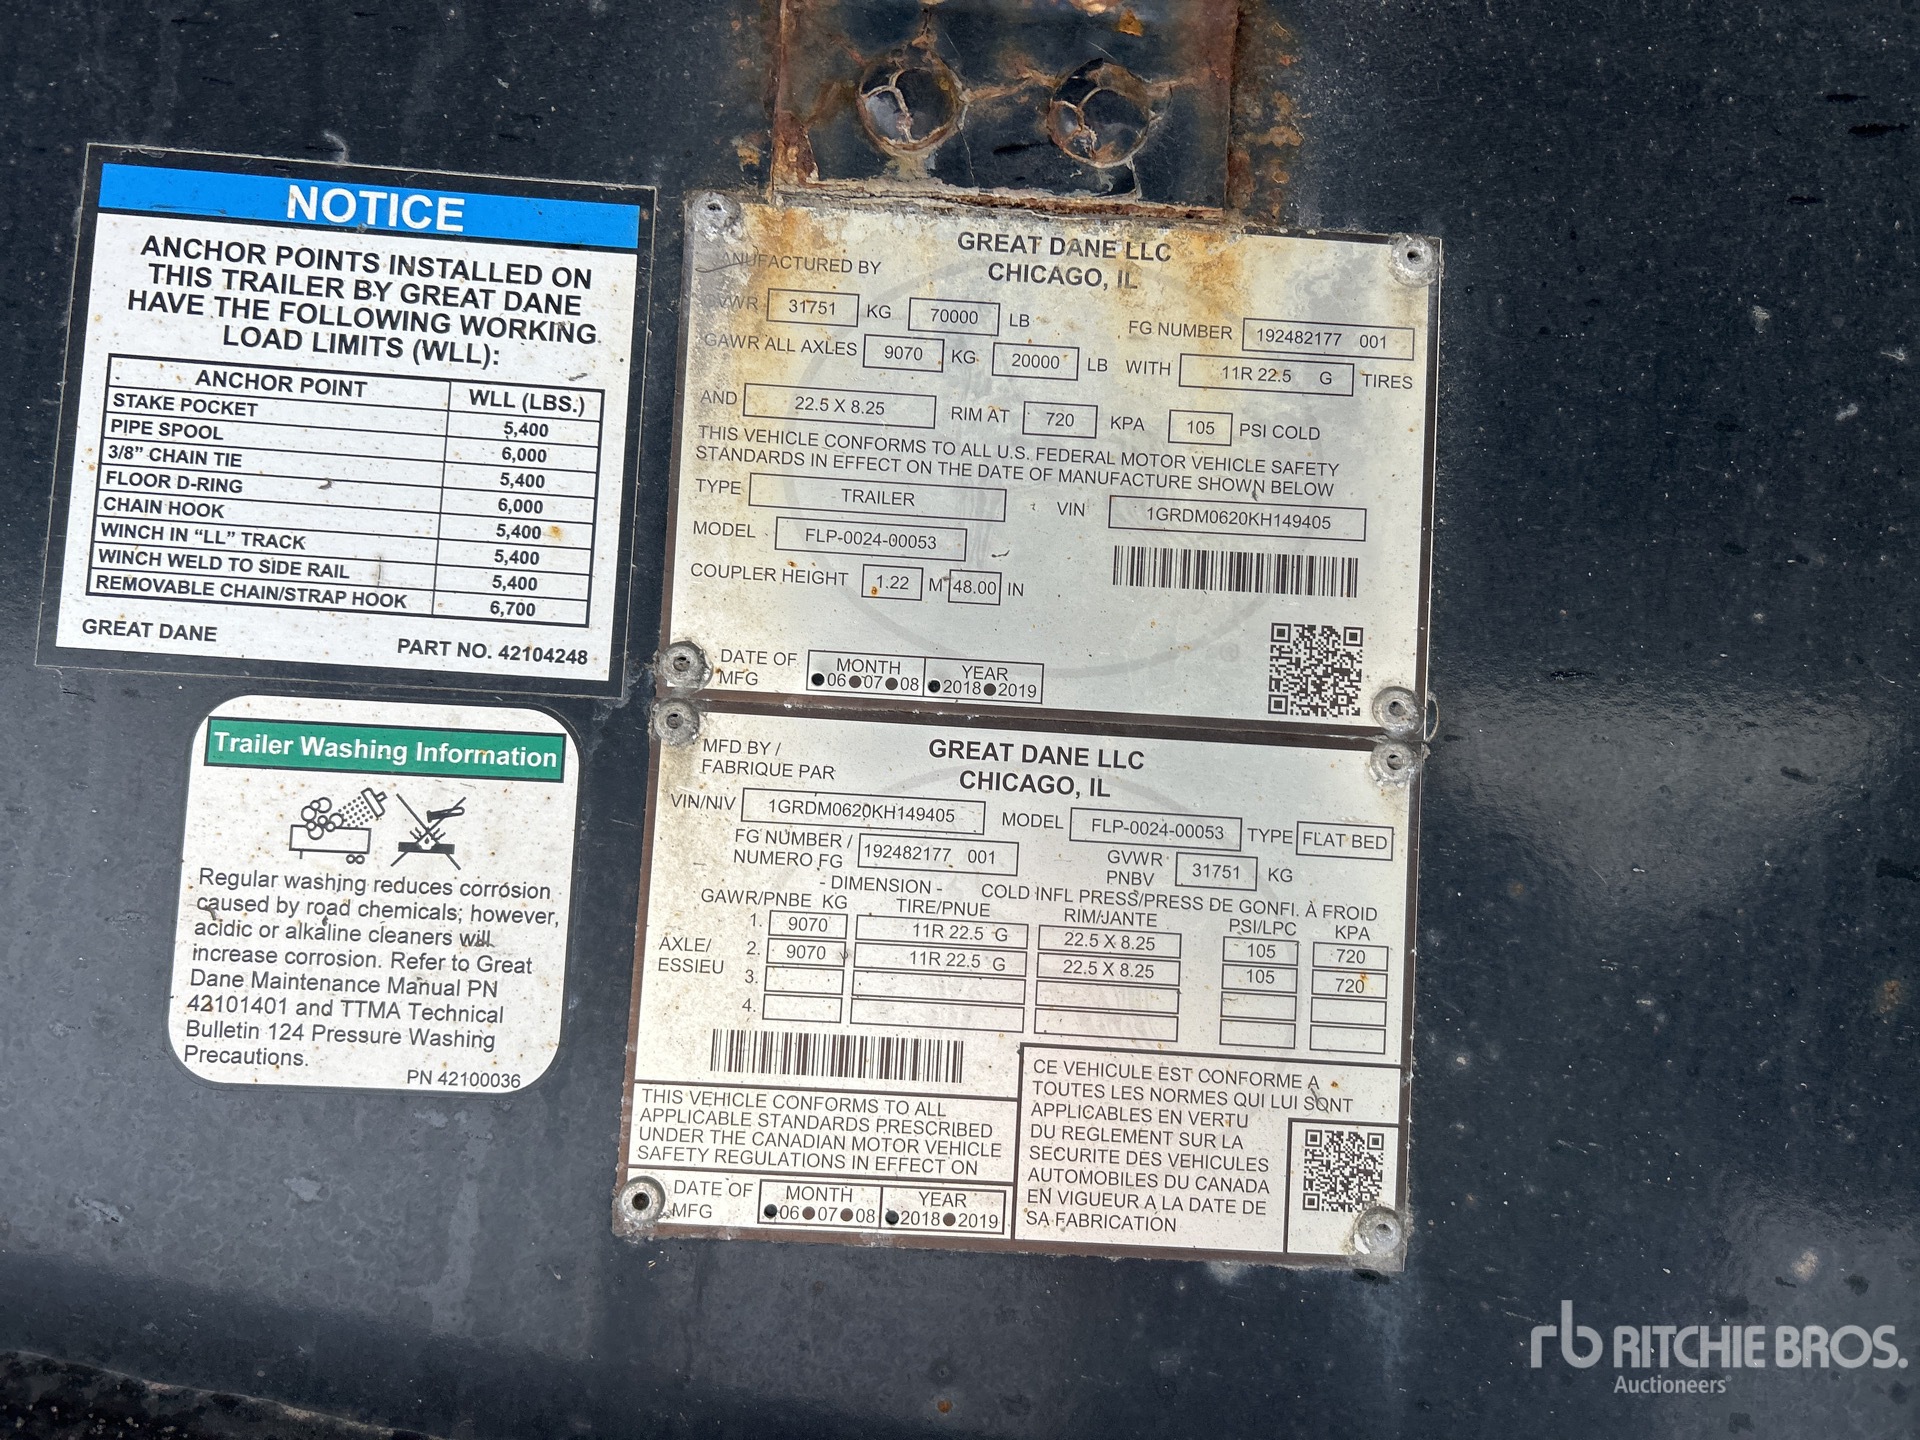 NOTICE
ANCHOR POINTS INSTALLED ON
THIS TRAILER BY GREAT DANE
HAVE THE FOLLOWING WORKING
LOAD LIMITS (WLL):
ANCHOR POINT WLL (LBS.)
STAKE POCKET 5,400
PIPE SPOOL 6,000
3/8" CHAIN TIE 5,400
FLOOR D-RING 6,000
CHAIN HOOK 5,400
WINCH IN "LL" TRACK 5,400
WINCH WELD TO SIDE RAIL 5,400
REMOVABLE CHAIN/STRAP HOOK 6,700
GREAT DANE PART NO. 42104248
Trailer Washing Information
Regular washing reduces corrosion
caused by road chemicals; however,
acidic or alkaline cleaners will
increase corrosion. Refer to Great
Dane Maintenance Manual PN
42101401 and TTMA Technical
Bulletin 124 Pressure Washing
Precautions.
PN 42100036
MANUFACTURED BY GREAT DANE LLC
CHICAGO, IL
GVWR 31751 KG 70000 LB FG NUMBER 192482177 001
GAWR ALL AXLES 9070 KG 20000 LB WITH 11R 22.5 G TIRES
AND 22.5 X 8.25 RIM AT 720 KPA 105 PSI COLD
THIS VEHICLE CONFORMS TO ALL U.S. FEDERAL MOTOR VEHICLE SAFETY
STANDARDS IN EFFECT ON THE DATE OF MANUFACTURE SHOWN BELOW
TYPE TRAILER VIN 1GRDM0620KH149405
MODEL FLP-0024-00053
COUPLER HEIGHT 1.22 M 48.00 IN
DATE OF MFG MONTH YEAR
●06●07●08 ●2018●2019
MFD BY / GREAT DANE LLC
FABRIQUE PAR CHICAGO, IL
VIN/NIV 1GRDM0620KH149405 MODEL FLP-0024-00053 TYPE FLAT BED
FG NUMBER / NUMERO FG 192482177 001 GVWR PNBV 31751 KG
- DIMENSION - COLD INFL PRESS/PRESS DE GONFI. À FROID
GAWR/PNBE KG TIRE/PNUE RIM/JANTE PSI/LPC KPA
AXLE/ ESSIEU
1. 9070 11R 22.5 G 22.5 X 8.25 105 720
2. 9070 11R 22.5 G 22.5 X 8.25 105 720
3.
4.
THIS VEHICLE CONFORMS TO ALL
APPLICABLE STANDARDS PRESCRIBED
UNDER THE CANADIAN MOTOR VEHICLE
SAFETY REGULATIONS IN EFFECT ON
DATE OF MFG MONTH YEAR
●06●07●08 ●2018●2019
CE VEHICULE EST CONFORME A
TOUTES LES NORMES QUI LUI SONT
APPLICABLES EN VERTU
DU REGLEMENT SUR LA
SECURITE DES VEHICULES
AUTOMOBILES DU CANADA
EN VIGUEUR A LA DATE DE
SA FABRICATION
rb RITCHIE BROS.
Auctioneers